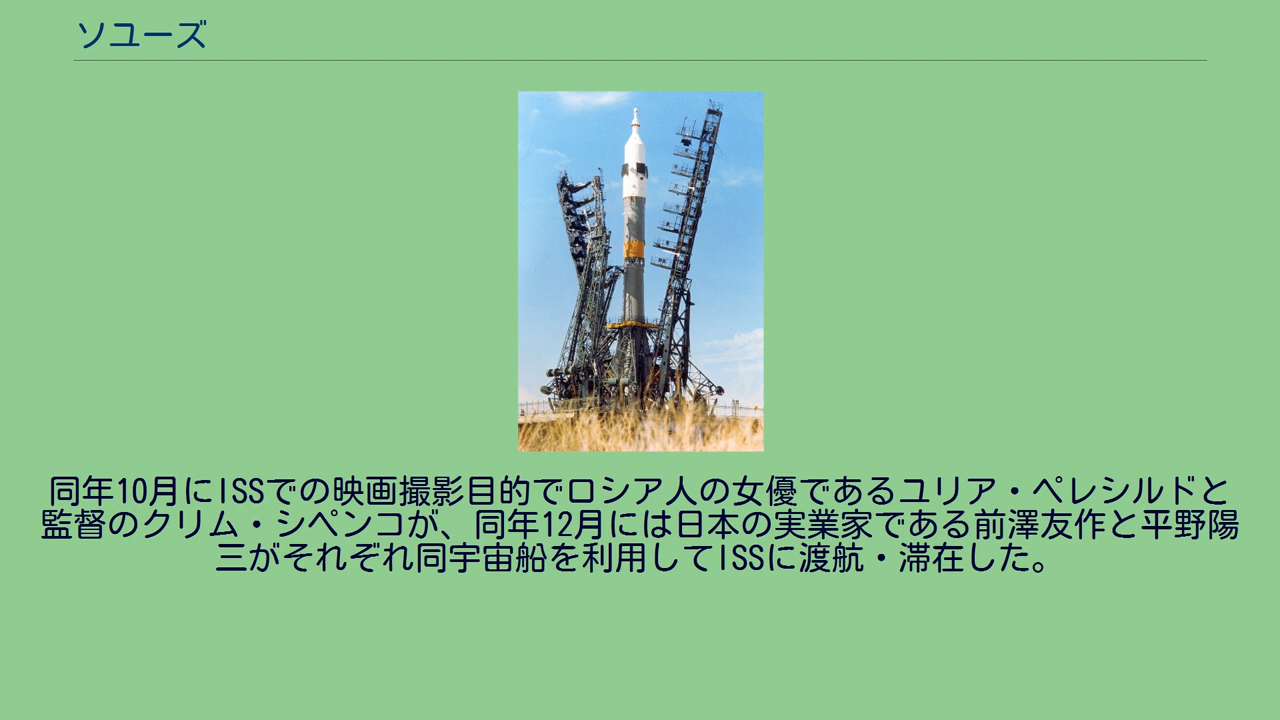 ソユーズ
同年10月にISSでの映画撮影目的でロシア人の女優であるユリア・ペレシルドと
監督のクリム・シペンコが、同年12月には日本の実業家である前澤友作と平野陽
三がそれぞれ同宇宙船を利用してISSに渡航・滞在した。